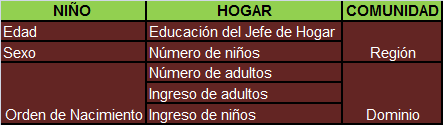 NIÑO HOGAR COMUNIDAD
Edad Educación del Jefe de Hogar
Sexo Número de niños Región
Número de adultos
Ingreso de adultos
Orden de Nacimiento Ingreso de niños Dominio